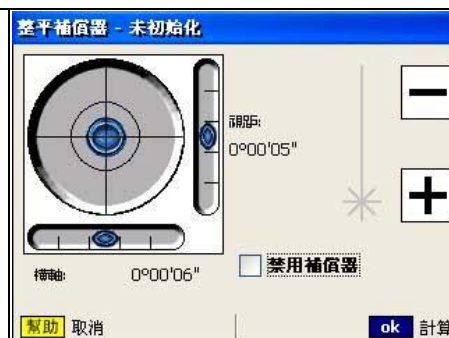 整平補償器 - 未初始化
視距:
0°00'05"
橫軸: 0°00'06"
禁用補償器
幫助 取消 ok 計算